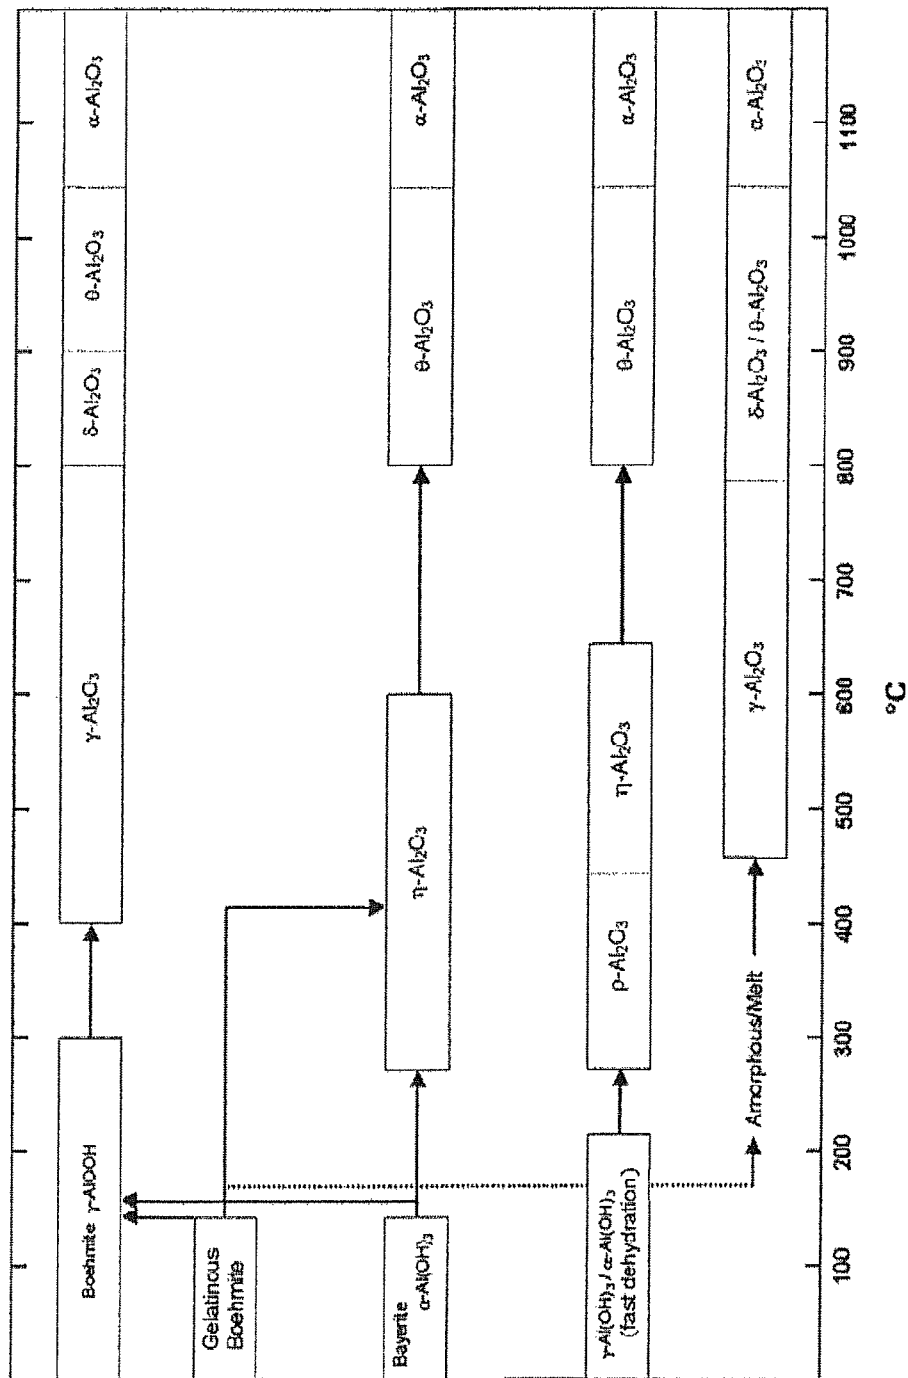 Boehmite γ-AlOOH
γ-Al₂O₃
δ-Al₂O₃
θ-Al₂O₃
α-Al₂O₃
Gelatinous
Boehmite
Bayerite
α-Al(OH)₃
η-Al₂O₃
θ-Al₂O₃
α-Al₂O₃
γ-Al(OH)₃ / α-Al(OH)₃
(fast dehydration)
ρ-Al₂O₃
η-Al₂O₃
θ-Al₂O₃
α-Al₂O₃
Amorphous/Melt
γ-Al₂O₃
δ-Al₂O₃ / θ-Al₂O₃
α-Al₂O₃
100 200 300 400 500 600 700 800 900 1000 1100
°C